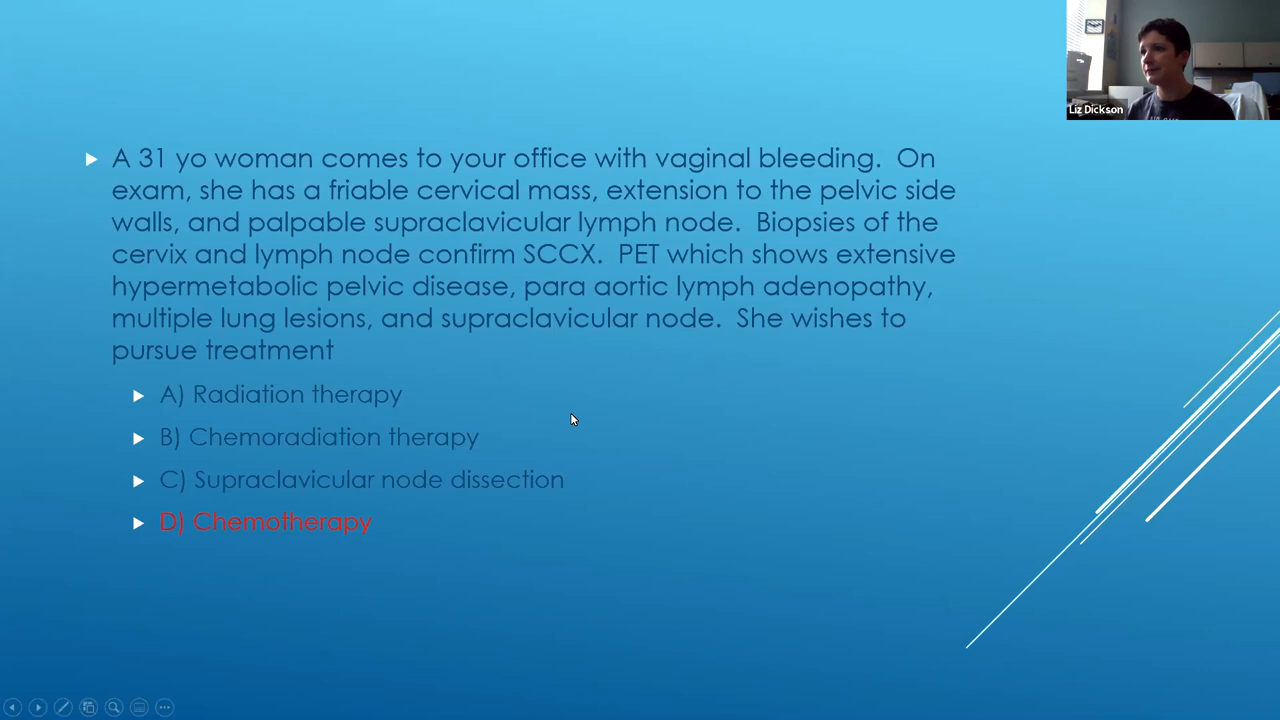 Liz Dickson
A 31 yo woman comes to your office with vaginal bleeding.  On
exam, she has a friable cervical mass, extension to the pelvic side
walls, and palpable supraclavicular lymph node.  Biopsies of the
cervix and lymph node confirm SCCX.  PET which shows extensive
hypermetabolic pelvic disease, para aortic lymph adenopathy,
multiple lung lesions, and supraclavicular node.  She wishes to
pursue treatment
A) Radiation therapy
B) Chemoradiation therapy
C) Supraclavicular node dissection
D) Chemotherapy